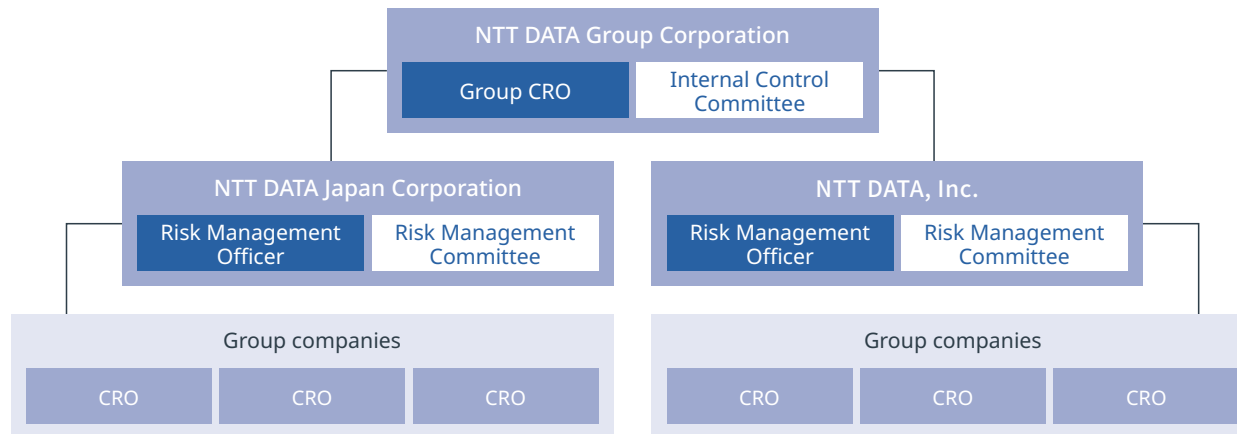 NTT DATA Group Corporation
Group CRO
Internal Control
Committee
NTT DATA Japan Corporation
Risk Management
Officer
Risk Management
Committee
NTT DATA, Inc.
Risk Management
Officer
Risk Management
Committee
Group companies
CRO
CRO
CRO
Group companies
CRO
CRO
CRO